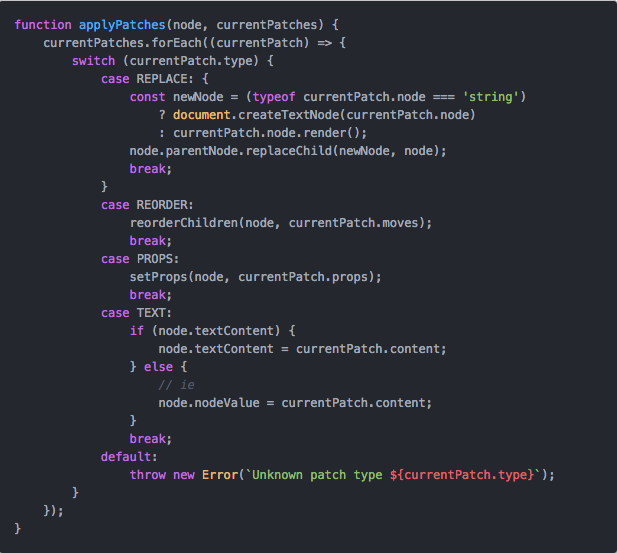 function applyPatches(node, currentPatches) {
    currentPatches.forEach((currentPatch) => {
        switch (currentPatch.type) {
            case REPLACE: {
                const newNode = (typeof currentPatch.node === 'string')
                    ? document.createTextNode(currentPatch.node)
                    : currentPatch.node.render();
                node.parentNode.replaceChild(newNode, node);
                break;
            }
            case REORDER:
                reorderChildren(node, currentPatch.moves);
                break;
            case PROPS:
                setProps(node, currentPatch.props);
                break;
            case TEXT:
                if (node.textContent) {
                    node.textContent = currentPatch.content;
                } else {
                    // ie
                    node.nodeValue = currentPatch.content;
                }
                break;
            default:
                throw new Error(`Unknown patch type ${currentPatch.type}`);
        }
    });
}